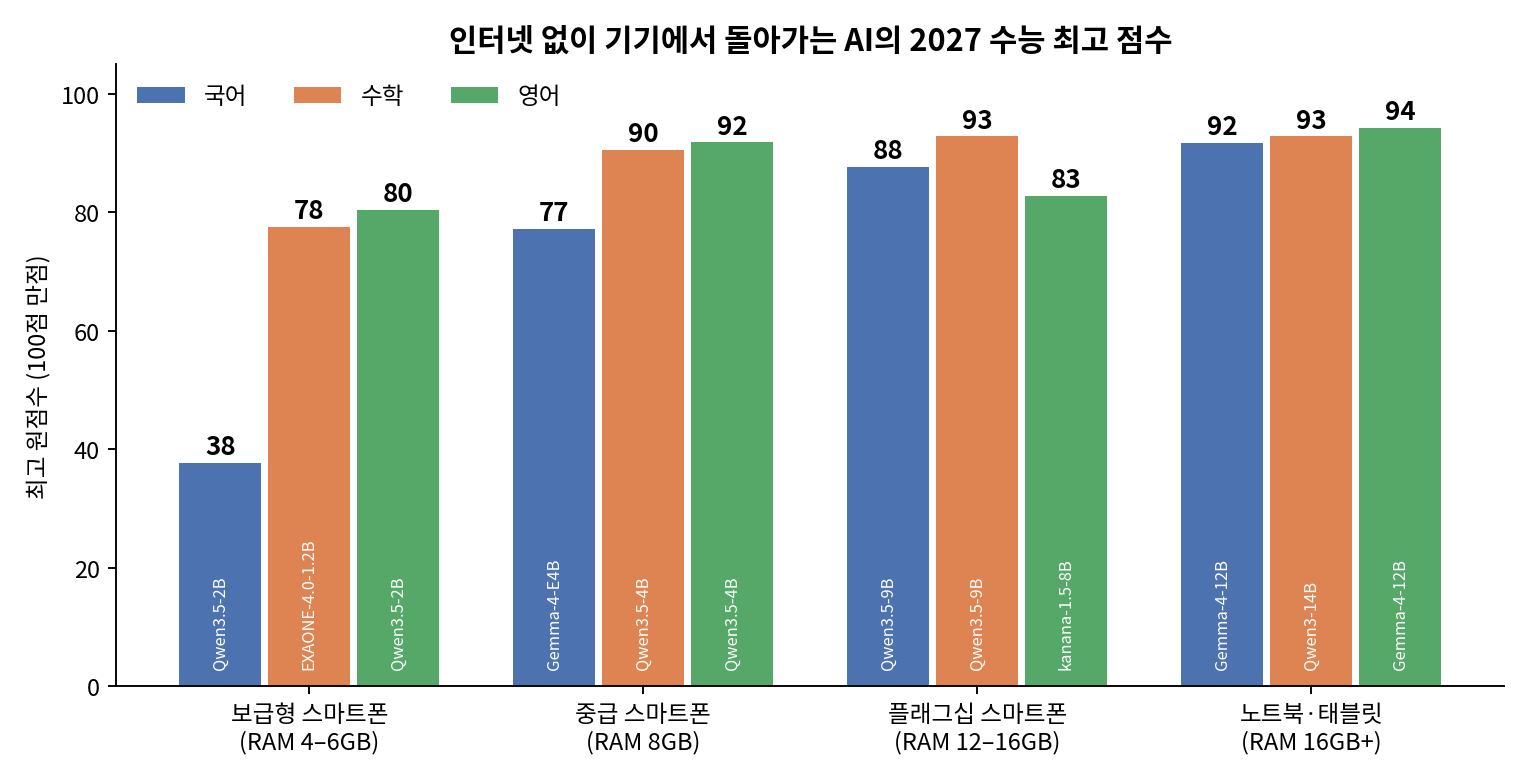 인터넷 없이 기기에서 돌아가는 AI의 2027 수능 최고 점수
국어 수학 영어
최고 원점수 (100점 만점)
100
80
60
40
20
0
38
78
80
77
90
92
88
93
83
92
93
94
Qwen3.5-2B
EXAONE-4.0-1.2B
Qwen3.5-2B
Gemma-4-E4B
Qwen3.5-4B
Qwen3.5-4B
Qwen3.5-9B
Qwen3.5-9B
kanana-1.5-8B
Gemma-4-12B
Qwen3-14B
Gemma-4-12B
보급형 스마트폰
(RAM 4–6GB)
중급 스마트폰
(RAM 8GB)
플래그십 스마트폰
(RAM 12–16GB)
노트북·태블릿
(RAM 16GB+)